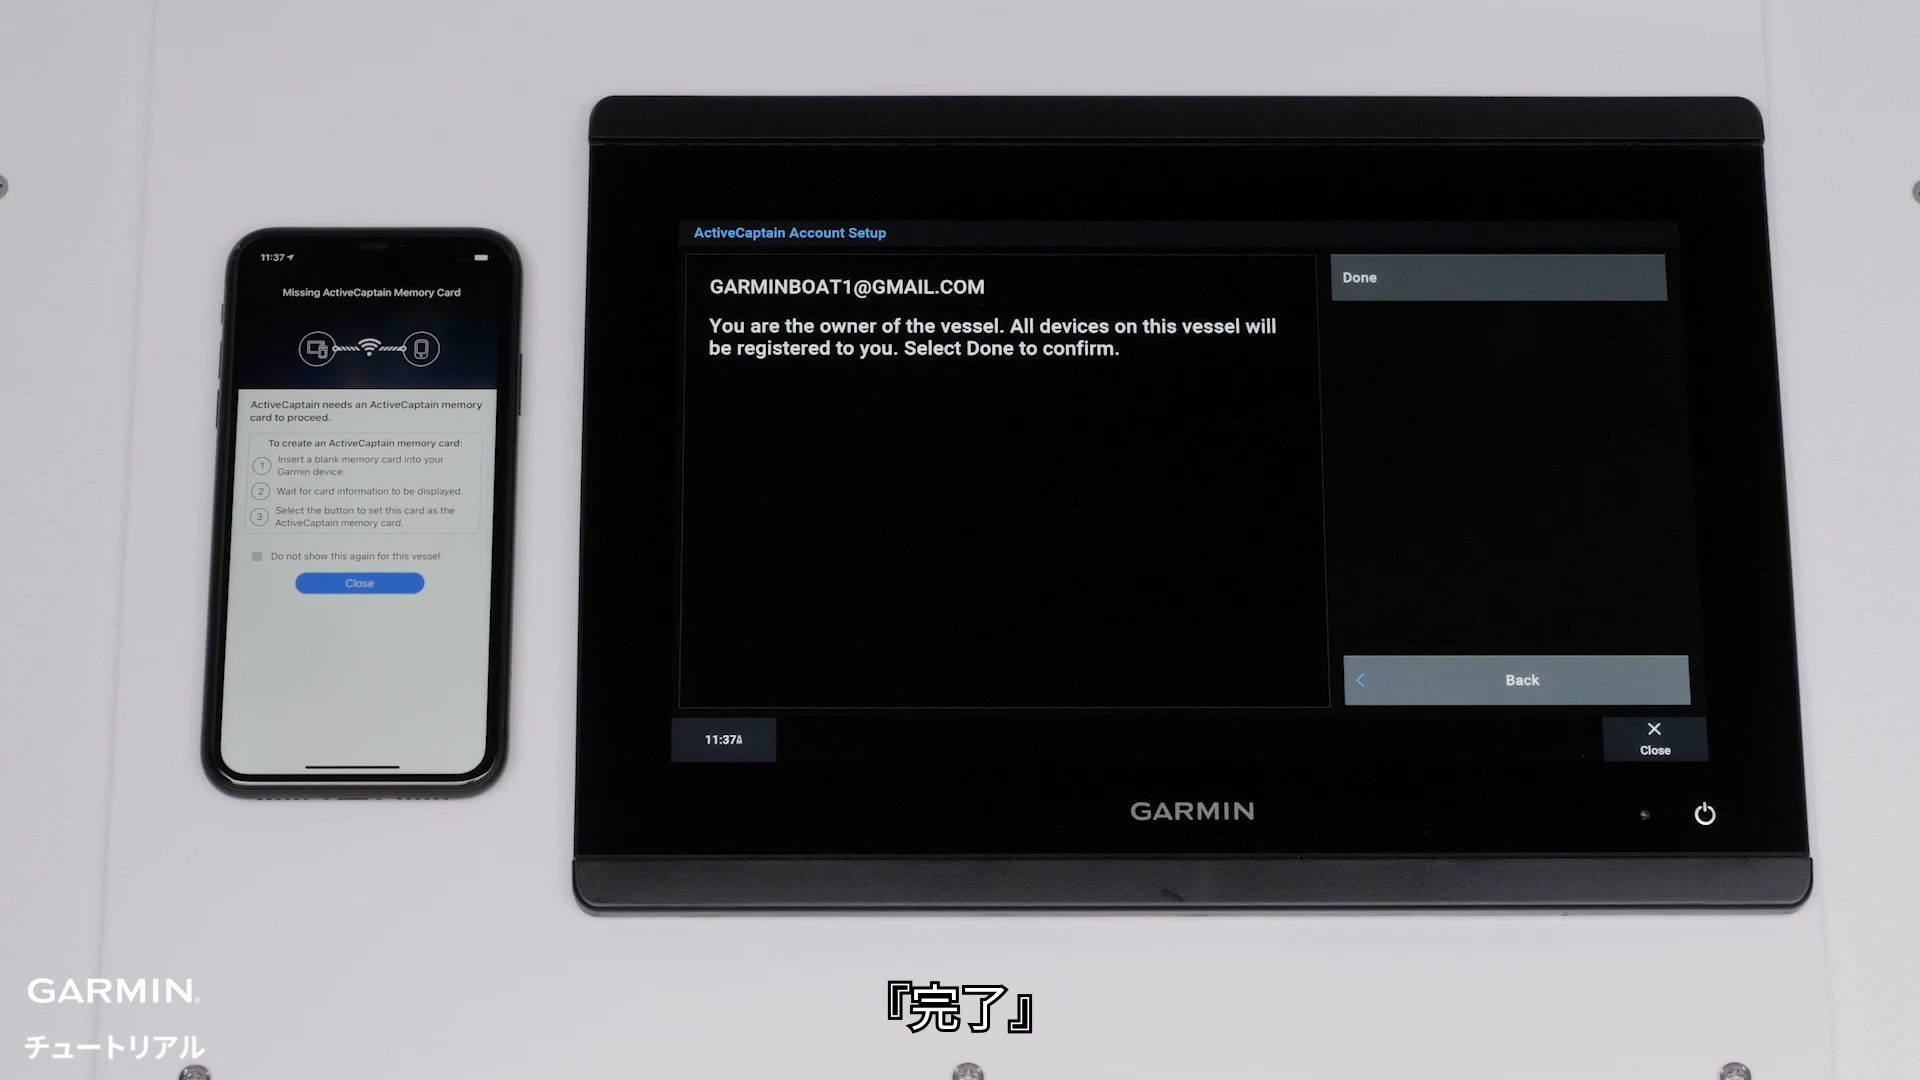 11:37
Missing ActiveCaptain Memory Card
ActiveCaptain needs an ActiveCaptain memory
card to proceed.
To create an ActiveCaptain memory card:
1 Insert a blank memory card into your
Garmin device.
2 Wait for card information to be displayed.
3 Select the button to set this card as the
ActiveCaptain memory card.
Do not show this again for this vessel.
Close
ActiveCaptain Account Setup
GARMINBOAT1@GMAIL.COM
You are the owner of the vessel. All devices on this vessel will
be registered to you. Select Done to confirm.
Done
Back
11:37A
Close
GARMIN
GARMIN
チュートリアル
『完了』